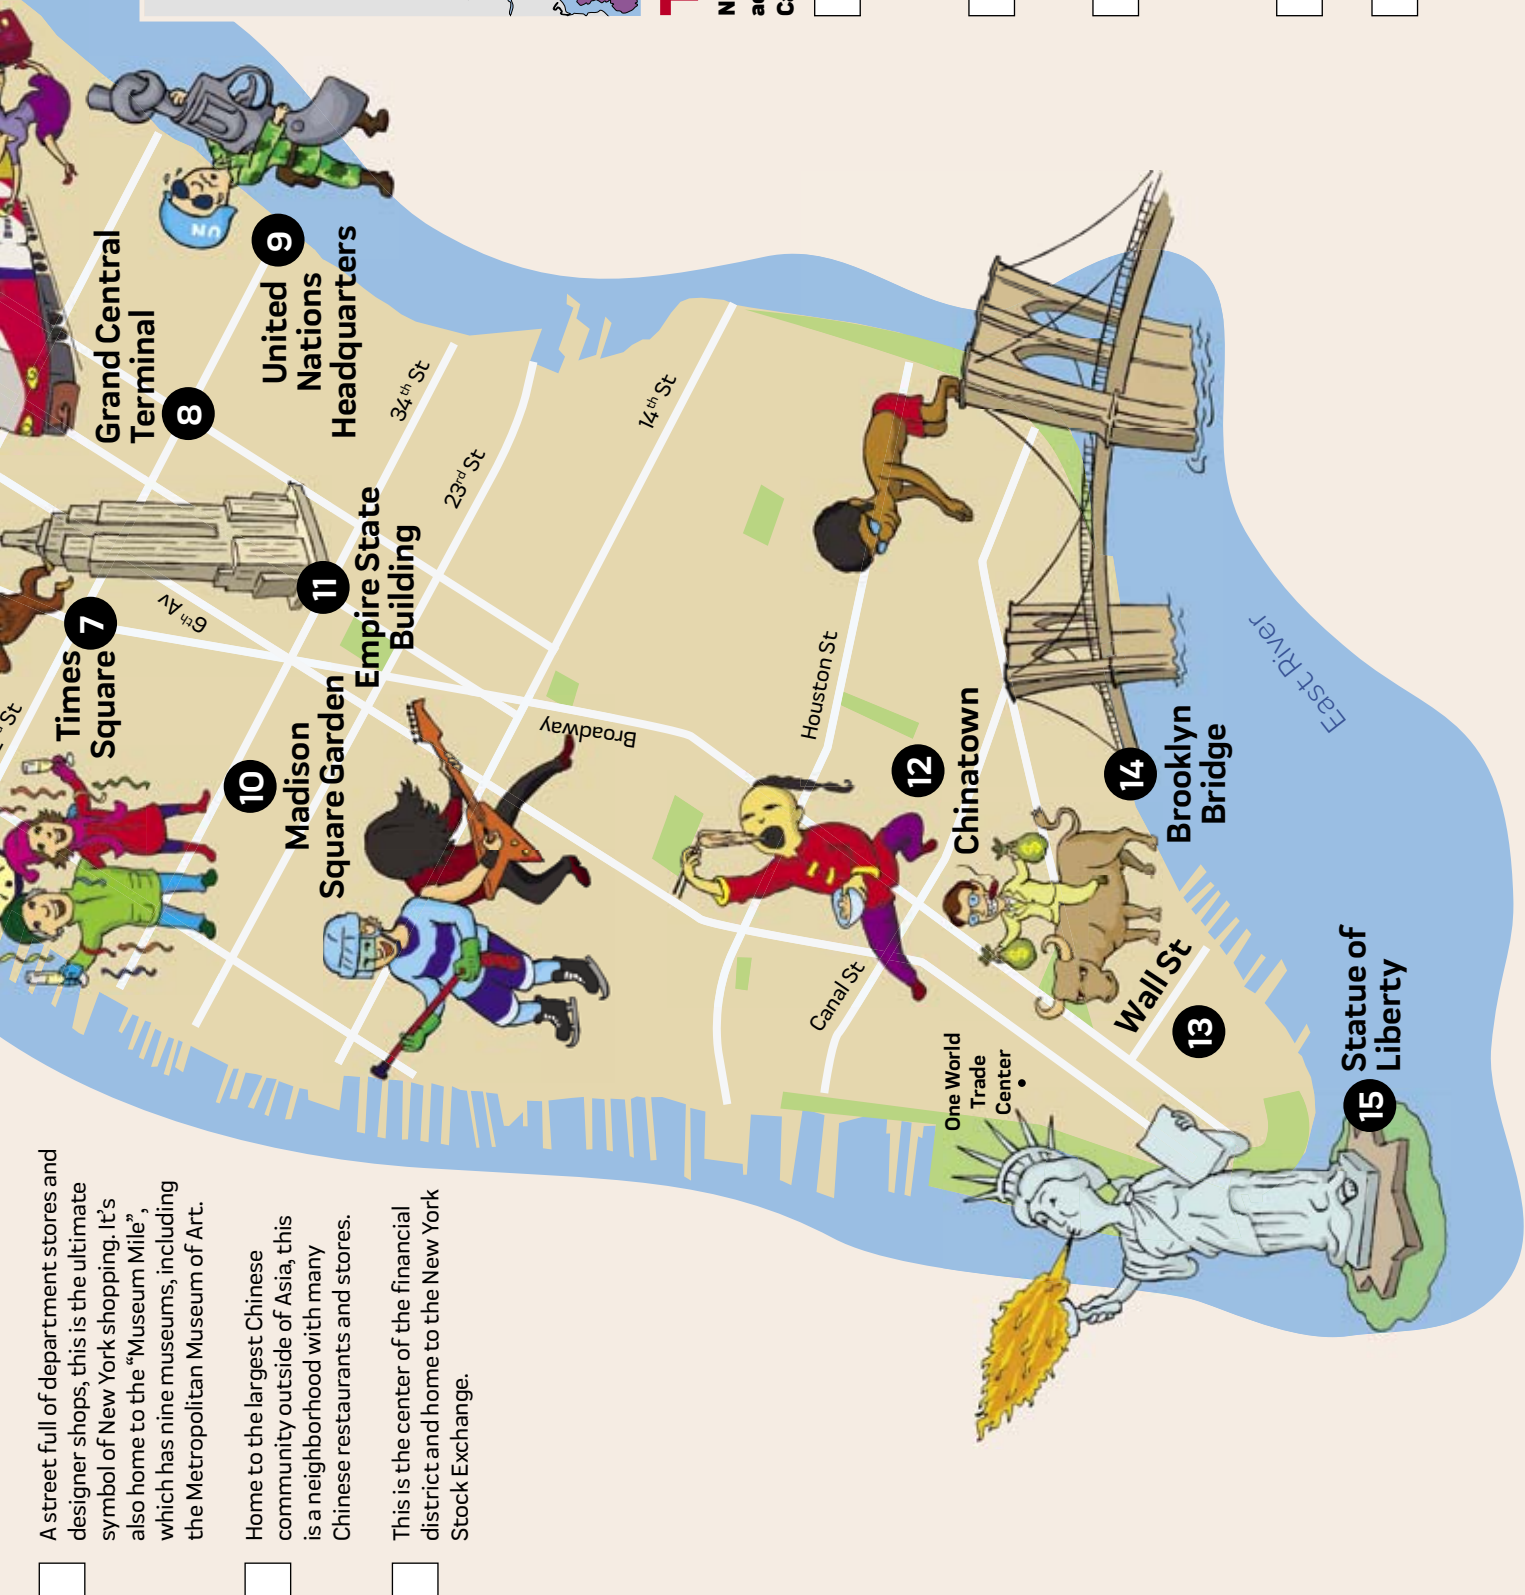 Grand Central
Terminal
8
UN
9
United
Nations
Headquarters
Times
Square
7
6th Av
11
Empire State
Building
34th St
23rd St
14th St
10
Madison
Square Garden
Broadway
Houston St
12
Chinatown
Canal St
14
Brooklyn
Bridge
East River
Wall St
13
One World
Trade
Center
15
Statue of
Liberty
A street full of department stores and
designer shops, this is the ultimate
symbol of New York shopping. It’s
also home to the “Museum Mile”,
which has nine museums, including
the Metropolitan Museum of Art.
Home to the largest Chinese
community outside of Asia, this
is a neighborhood with many
Chinese restaurants and stores.
This is the center of the financial
district and home to the New York
Stock Exchange.